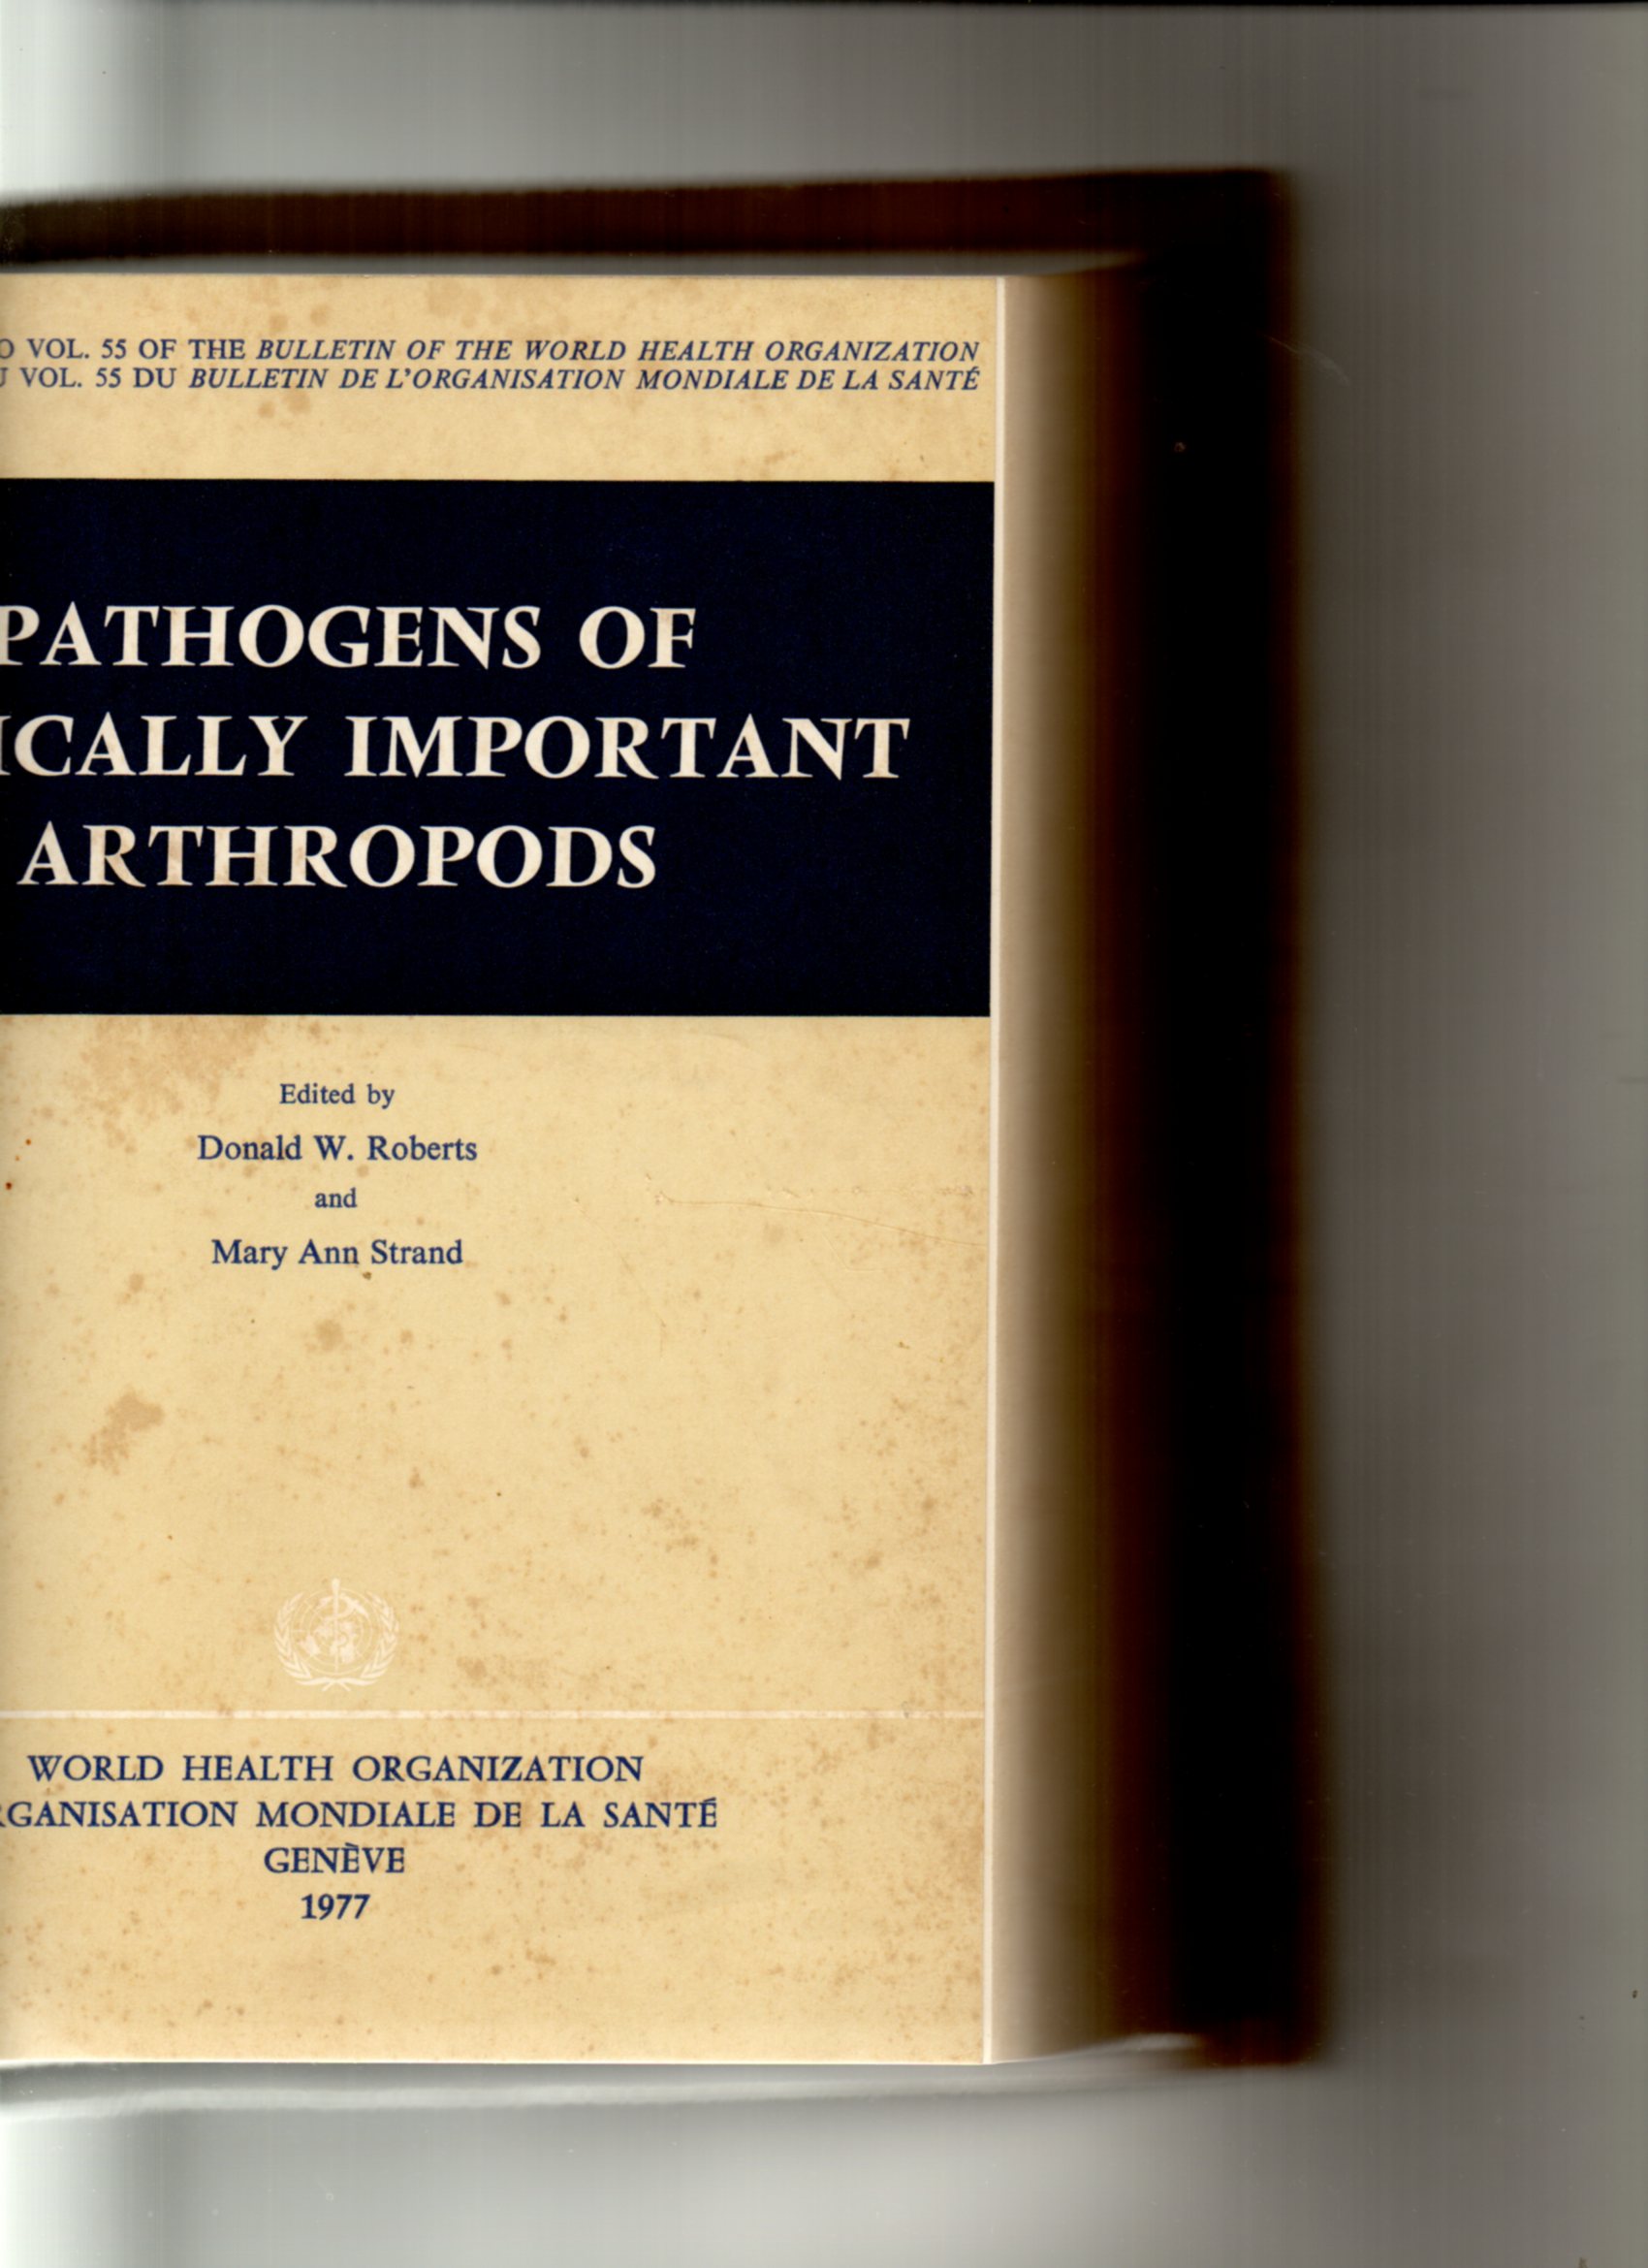 VOL. 55 OF THE BULLETIN OF THE WORLD HEALTH ORGANIZATION
VOL. 55 DU BULLETIN DE L'ORGANISATION MONDIALE DE LA SANTÉ
PATHOGENS OF
ICALLY IMPORTANT
ARTHROPODS
Edited by
Donald W. Roberts
and
Mary Ann Strand
WORLD HEALTH ORGANIZATION
RGANISATION MONDIALE DE LA SANTÉ
GENÈVE
1977